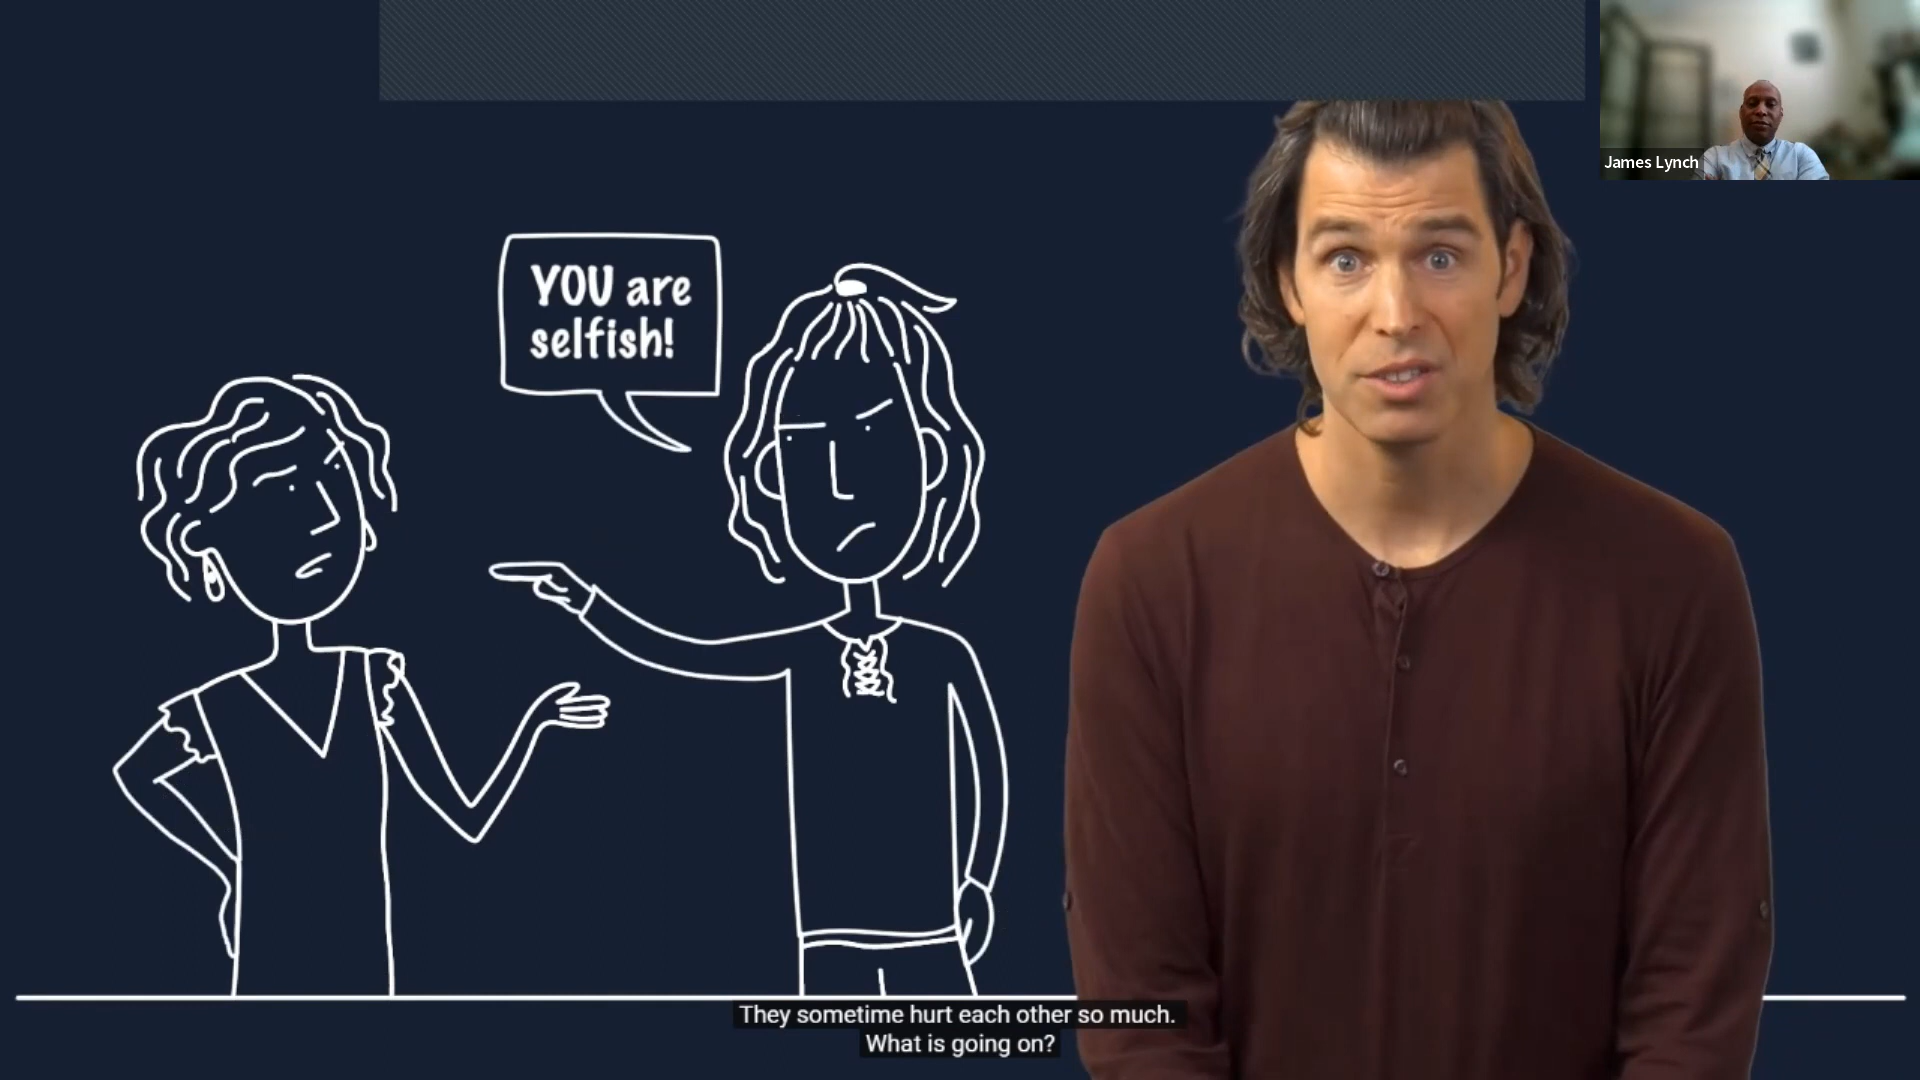 James Lynch
YOU are
selfish!
They sometime hurt each other so much.
What is going on?